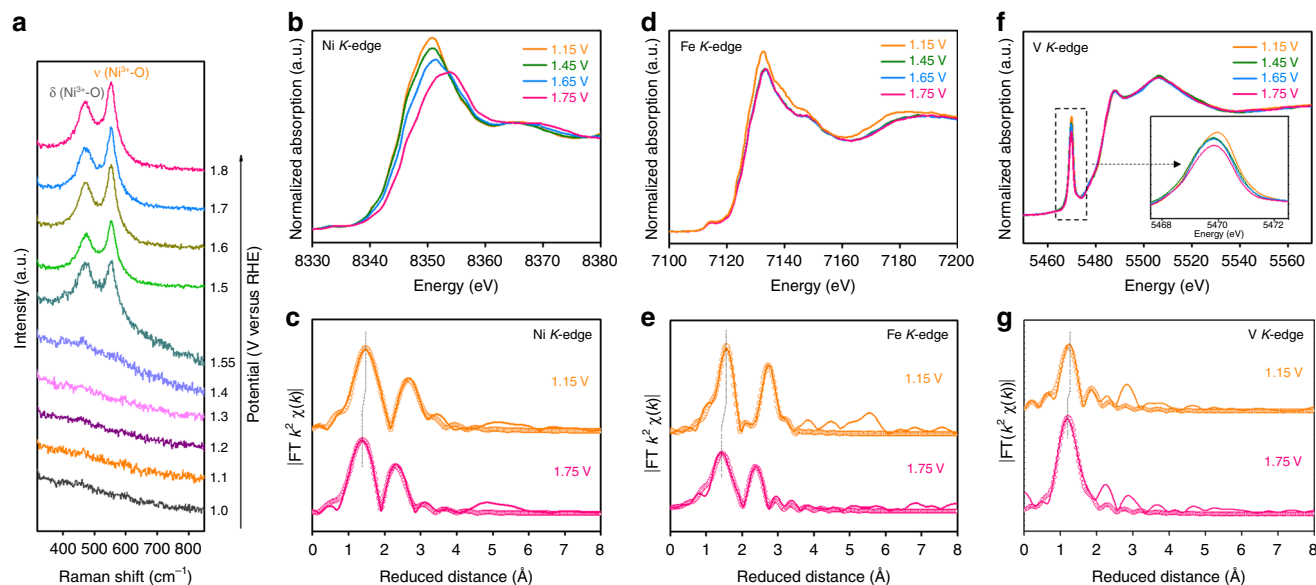 a
ν (Ni³⁺-O)
δ (Ni³⁺-O)
1.8
1.7
1.6
1.5
1.55
1.4
1.3
1.2
1.1
1.0
Intensity (a.u.)
Potential (V versus RHE)
400 500 600 700 800
Raman shift (cm⁻¹)
b
Ni K-edge
1.15 V
1.45 V
1.65 V
1.75 V
Normalized absorption (a.u.)
8330 8340 8350 8360 8370 8380
Energy (eV)
d
Fe K-edge
1.15 V
1.45 V
1.65 V
1.75 V
Normalized absorption (a.u.)
7100 7120 7140 7160 7180 7200
Energy (eV)
f
V K-edge
1.15 V
1.45 V
1.65 V
1.75 V
Normalized absorption (a.u.)
5468 5470 5472
Energy (eV)
5460 5480 5500 5520 5540 5560
Energy (eV)
c
Ni K-edge
1.15 V
1.75 V
|FT k² χ(k)|
0 1 2 3 4 5 6 7 8
Reduced distance (Å)
e
Fe K-edge
1.15 V
1.75 V
|FT k² χ(k)|
0 1 2 3 4 5 6 7 8
Reduced distance (Å)
g
V K-edge
1.15 V
1.75 V
|FT(k² χ(k))|
0 1 2 3 4 5 6 7 8
Reduced distance (Å)